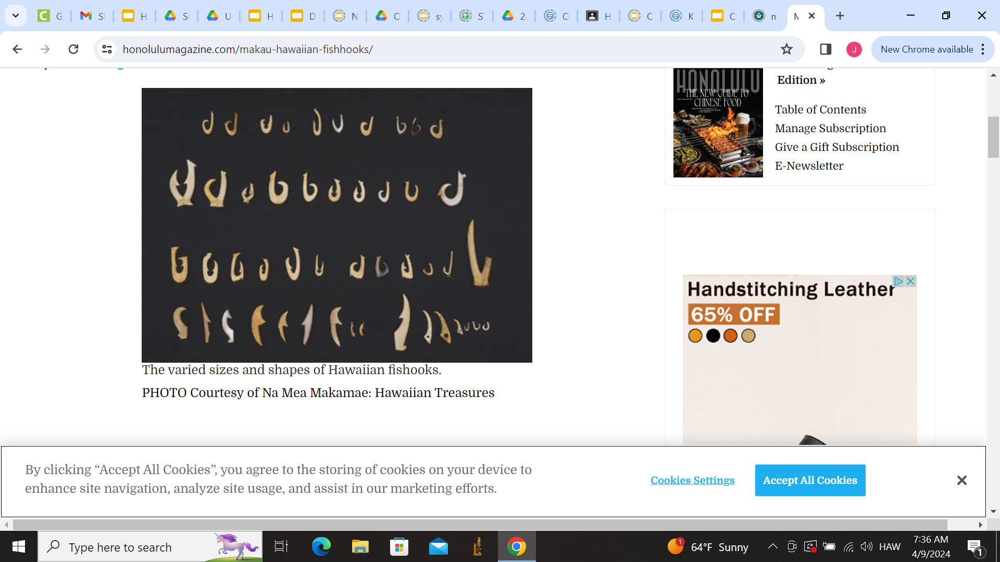 G
M
H
S
U
H
D
N
O
sy
S
2
O
H
C
K
C
m
M
honolulumagazine.com/makau-hawaiian-fishhooks/
J
New Chrome available
Edition »
HONOLULU
THE NEW GUIDE TO
CHINESE FOOD
Table of Contents
Manage Subscription
Give a Gift Subscription
E-Newsletter
The varied sizes and shapes of Hawaiian fishooks.
PHOTO Courtesy of Na Mea Makamae: Hawaiian Treasures
Handstitching Leather
65% OFF
By clicking “Accept All Cookies”, you agree to the storing of cookies on your device to
enhance site navigation, analyze site usage, and assist in our marketing efforts.
Cookies Settings
Accept All Cookies
Type here to search
1
64°F Sunny
HAW
7:36 AM
4/9/2024
1